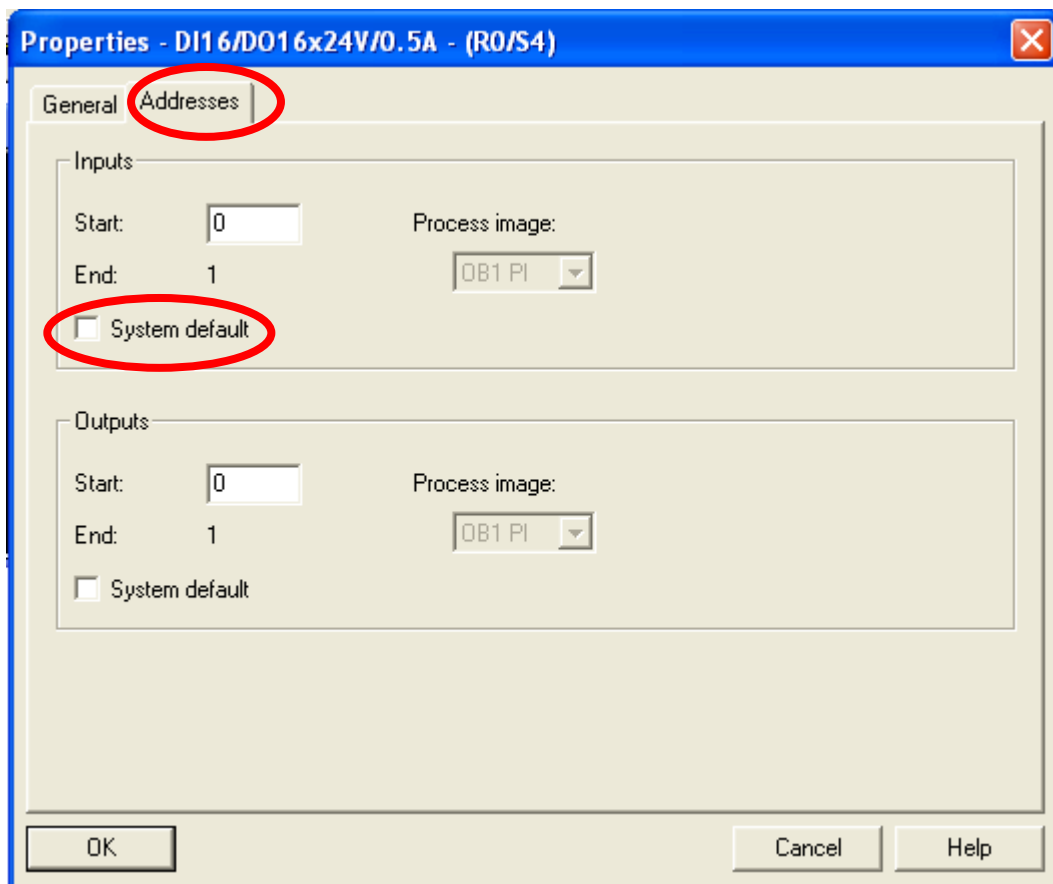 Properties - DI16/DO16x24V/0.5A - (R0/S4)
General Addresses
Inputs
Start: 0 Process image:
End: 1 OB1 PI
System default
Outputs
Start: 0 Process image:
End: 1 OB1 PI
System default
OK Cancel Help